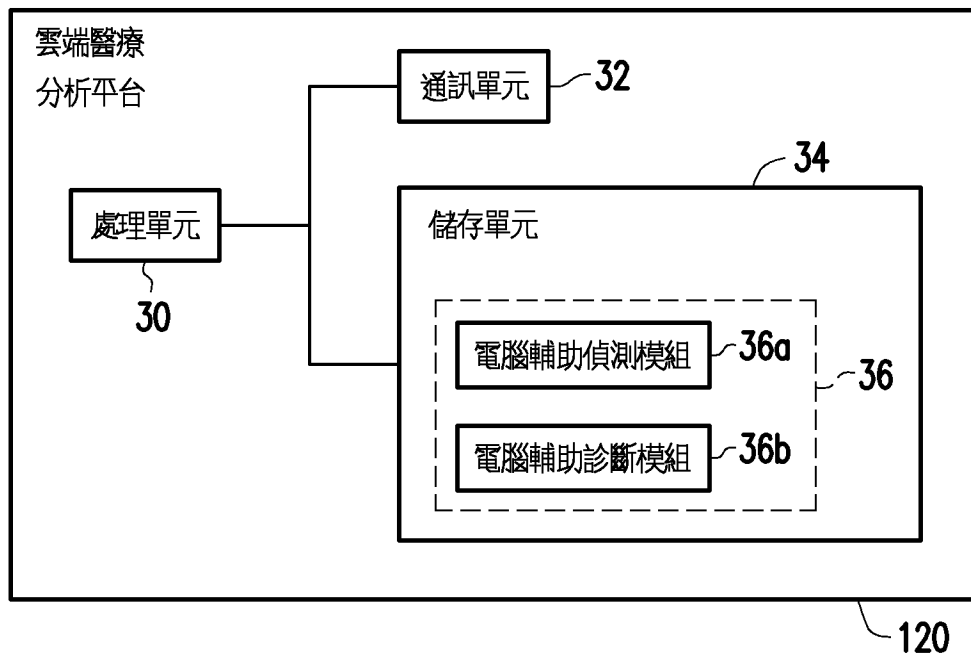 雲端醫療
分析平台
通訊單元
32
34
處理單元
30
儲存單元
電腦輔助偵測模組
36a
36
電腦輔助診斷模組
36b
120